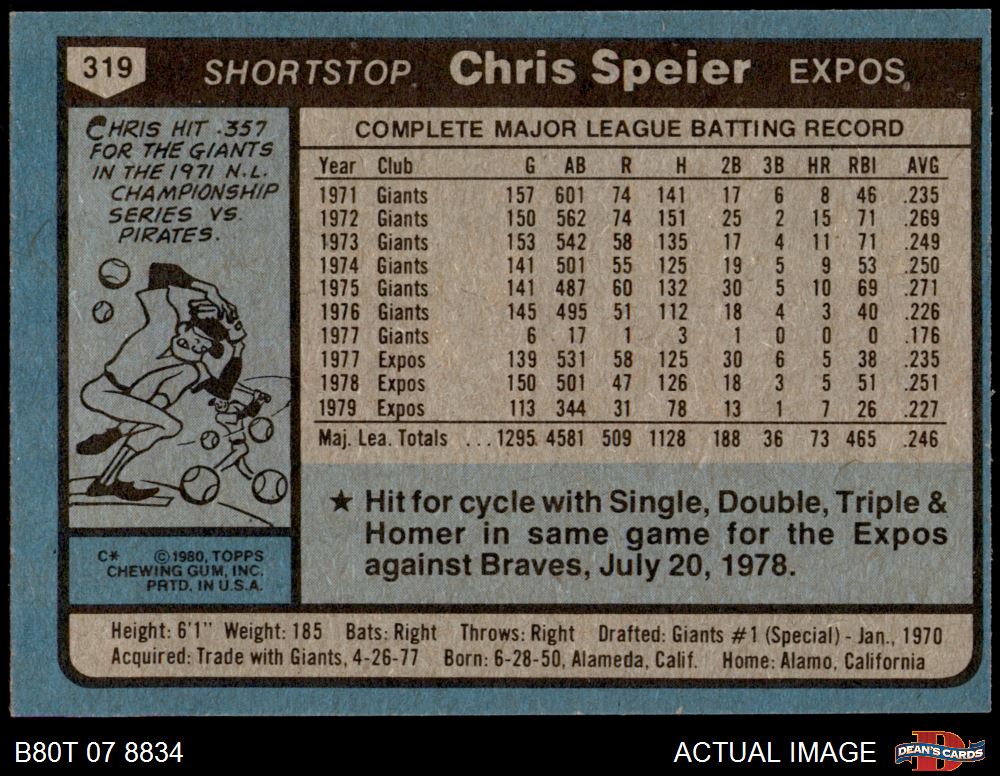 319 SHORTSTOP Chris Speier EXPOS
CHRIS HIT .357
FOR THE GIANTS
IN THE 1971 N.L.
CHAMPIONSHIP
SERIES VS.
PIRATES.
COMPLETE MAJOR LEAGUE BATTING RECORD
Year Club G AB R H 2B 3B HR RBI AVG
1971 Giants 157 601 74 141 17 6 8 46 .235
1972 Giants 150 562 74 151 25 2 15 71 .269
1973 Giants 153 542 58 135 17 4 11 71 .249
1974 Giants 141 501 55 125 19 5 9 53 .250
1975 Giants 141 487 60 132 30 5 10 69 .271
1976 Giants 145 495 51 112 18 4 3 40 .226
1977 Giants 6 17 1 3 1 0 0 0 .176
1977 Expos 139 531 58 125 30 6 5 38 .235
1978 Expos 150 501 47 126 18 3 5 51 .251
1979 Expos 113 344 31 78 13 1 7 26 .227
Maj. Lea. Totals ... 1295 4581 509 1128 188 36 73 465 .246
★ Hit for cycle with Single, Double, Triple &
Homer in same game for the Expos
against Braves, July 20, 1978.
C* ©1980, TOPPS
CHEWING GUM, INC.
PRTD. IN U.S.A.
Height: 6'1" Weight: 185 Bats: Right Throws: Right Drafted: Giants #1 (Special) - Jan., 1970
Acquired: Trade with Giants, 4-26-77 Born: 6-28-50, Alameda, Calif. Home: Alamo, California
B80T 07 8834 ACTUAL IMAGE DEAN'S CARDS